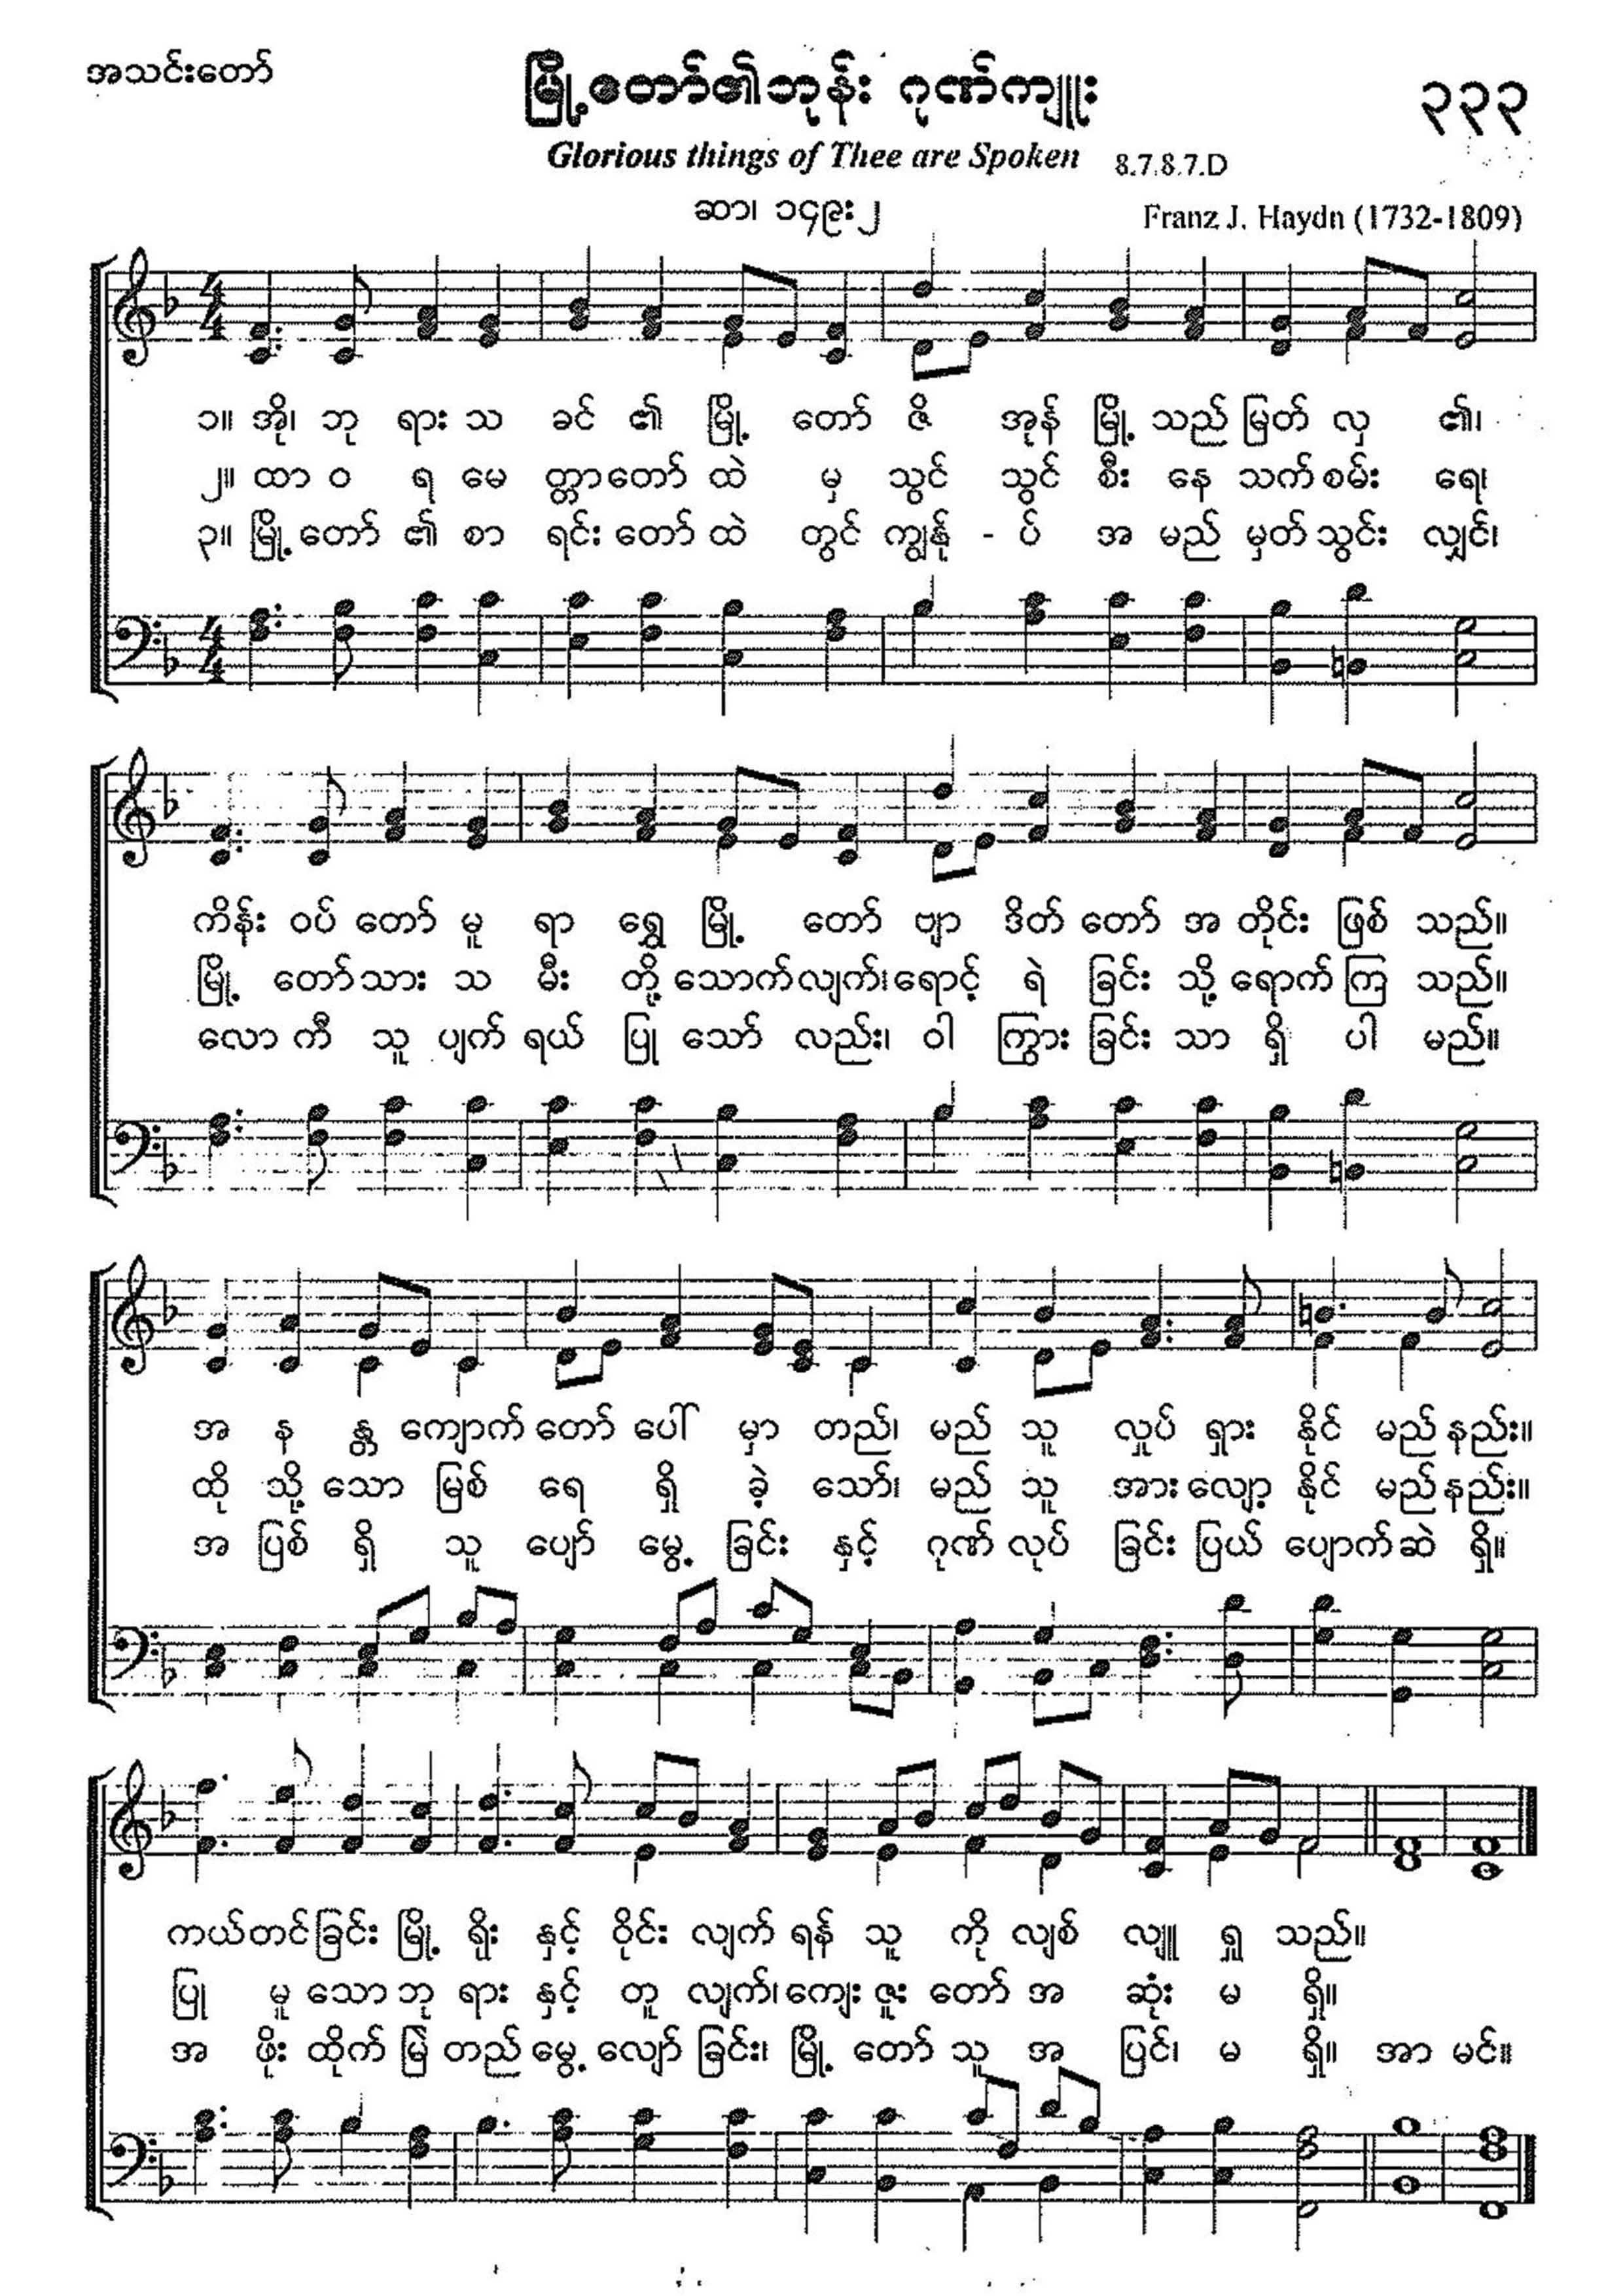 အသင်းတော်
မြို့တော်၏ဘုန်း ဂုဏ်ကျူး
၃၃၃
Glorious things of Thee are Spoken 8.7.8.7.D
ဆာ၊ ၁၄၉း၂
Franz J. Haydn (1732-1809)
၁။ အို၊ ဘု ရား သ ခင် ၏ မြို့ တော် ဇိ အုန် မြို့ သည် မြတ် လှ ၏၊
၂။ ထာ ဝ ရ မေ တ္တာ တော် ထဲ မှ သွင် သွင် စီး နေ သက် စမ်း ရေ၊
၃။ မြို့ တော် ၏ စာ ရင်း တော် ထဲ တွင် ကျွန်ု - ပ် အ မည် မှတ် သွင်း လျှင်၊
ကိန်း ဝပ် တော် မူ ရာ ရွှေ မြို့ တော် ဗျာ ဒိတ် တော် အ တိုင်း ဖြစ် သည်။
မြို့ တော် သား သ မီး တို့ သောက် လျက်၊ ရောင့် ရဲ ခြင်း သို့ ရောက် ကြ သည်။
လော ကီ သူ ပျက် ရယ် ပြု သော် လည်း၊ ဝါ ကြွား ခြင်း သာ ရှိ ပါ မည်။
အ န န္တ ကျောက် တော် ပေါ် မှာ တည်၊ မည် သူ လှုပ် ရှား နိုင် မည် နည်း။
ထို သို့ သော မြစ် ရေ ရှိ ခဲ့ သော်၊ မည် သူ အား လျော့ နိုင် မည် နည်း။
အ ပြစ် ရှိ သူ ပျော် မွေ့ ခြင်း နှင့် ဂုဏ် လုပ် ခြင်း ပြယ် ပျောက် ဆဲ ရှိ။
ကယ် တင် ခြင်း မြို့ ရိုး နှင့် ဝိုင်း လျက် ရန် သူ ကို လျစ် လျူ ရှု သည်။
ပြု မှု သော ဘု ရား နှင့် တူ လျက်၊ ကျေး ဇူး တော် အ ဆုံး မ ရှိ။
အ ဖိုး ထိုက် မြဲ တည် မွေ့ လျော် ခြင်း၊ မြို့ တော် သူ အ ပြင်၊ မ ရှိ။ အာ မင်။